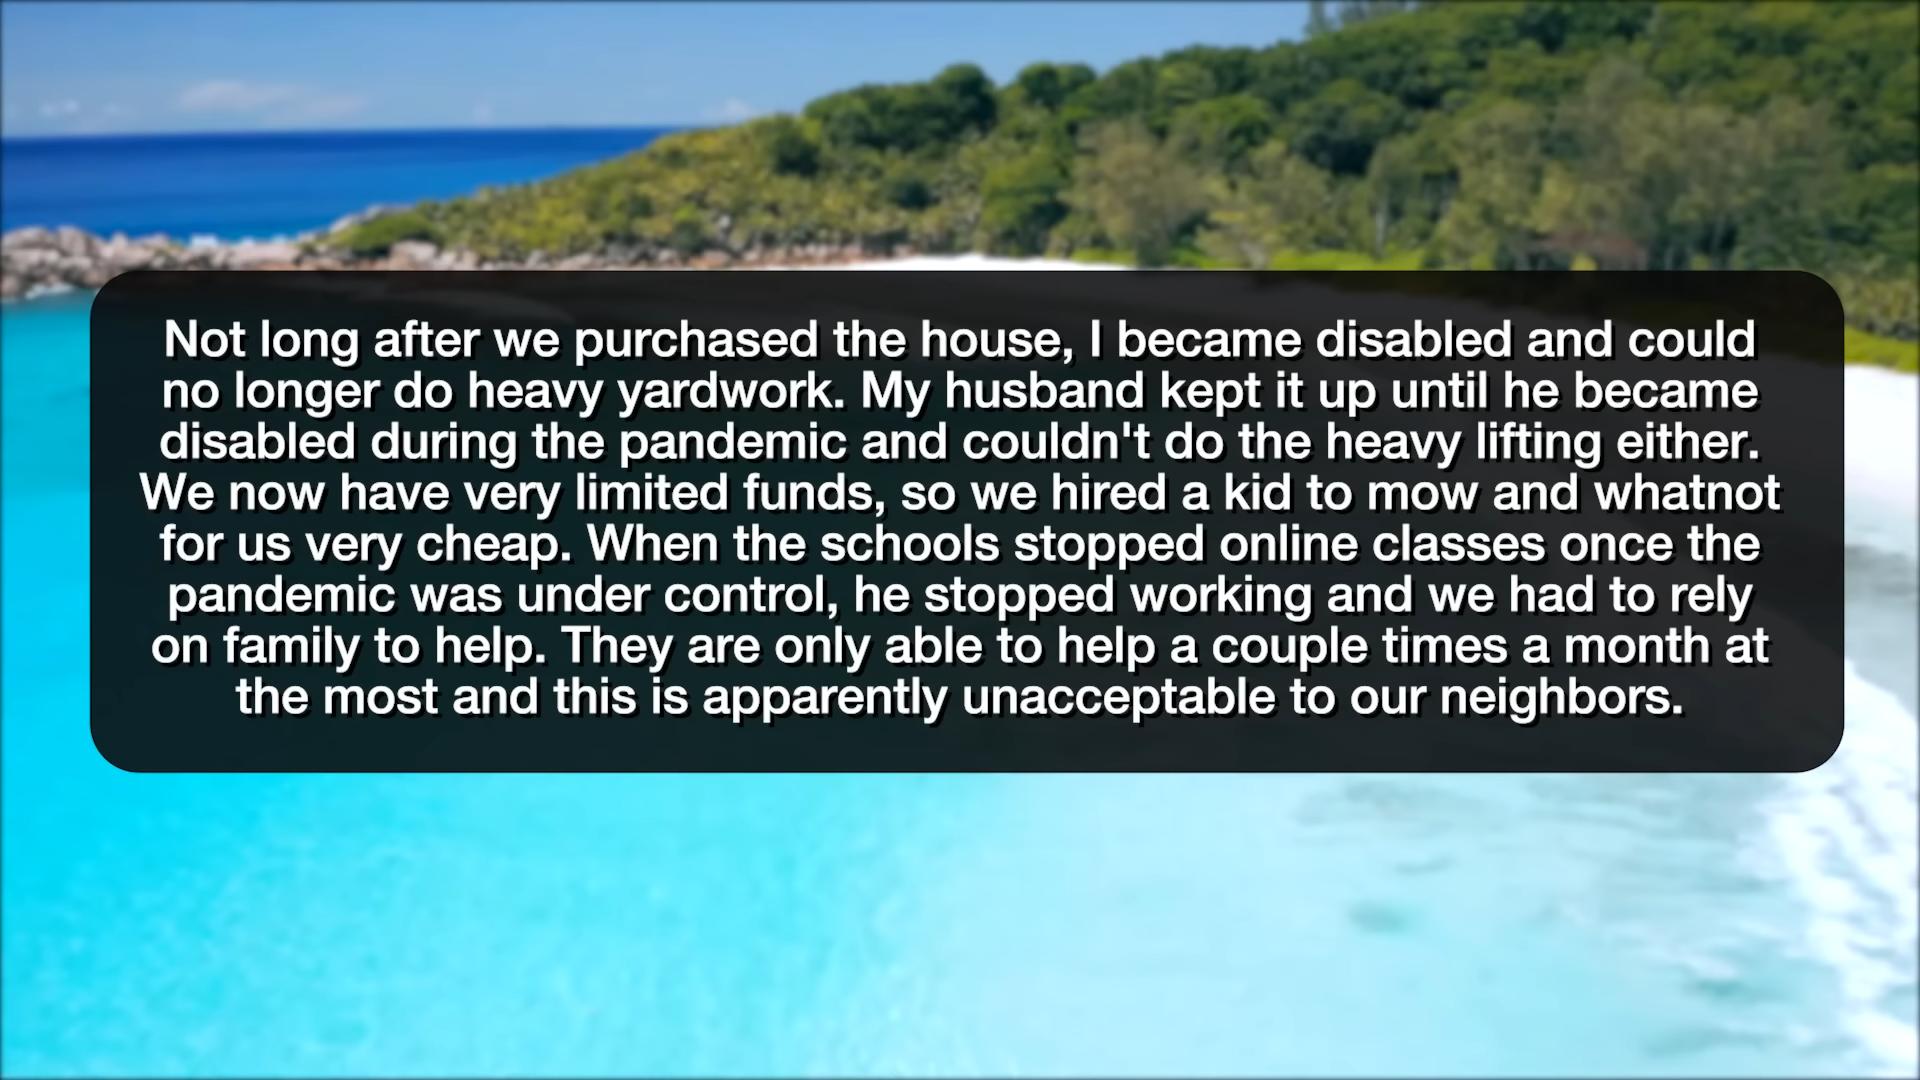 Not long after we purchased the house, I became disabled and could
no longer do heavy yardwork. My husband kept it up until he became
disabled during the pandemic and couldn't do the heavy lifting either.
We now have very limited funds, so we hired a kid to mow and whatnot
for us very cheap. When the schools stopped online classes once the
pandemic was under control, he stopped working and we had to rely
on family to help. They are only able to help a couple times a month at
the most and this is apparently unacceptable to our neighbors.